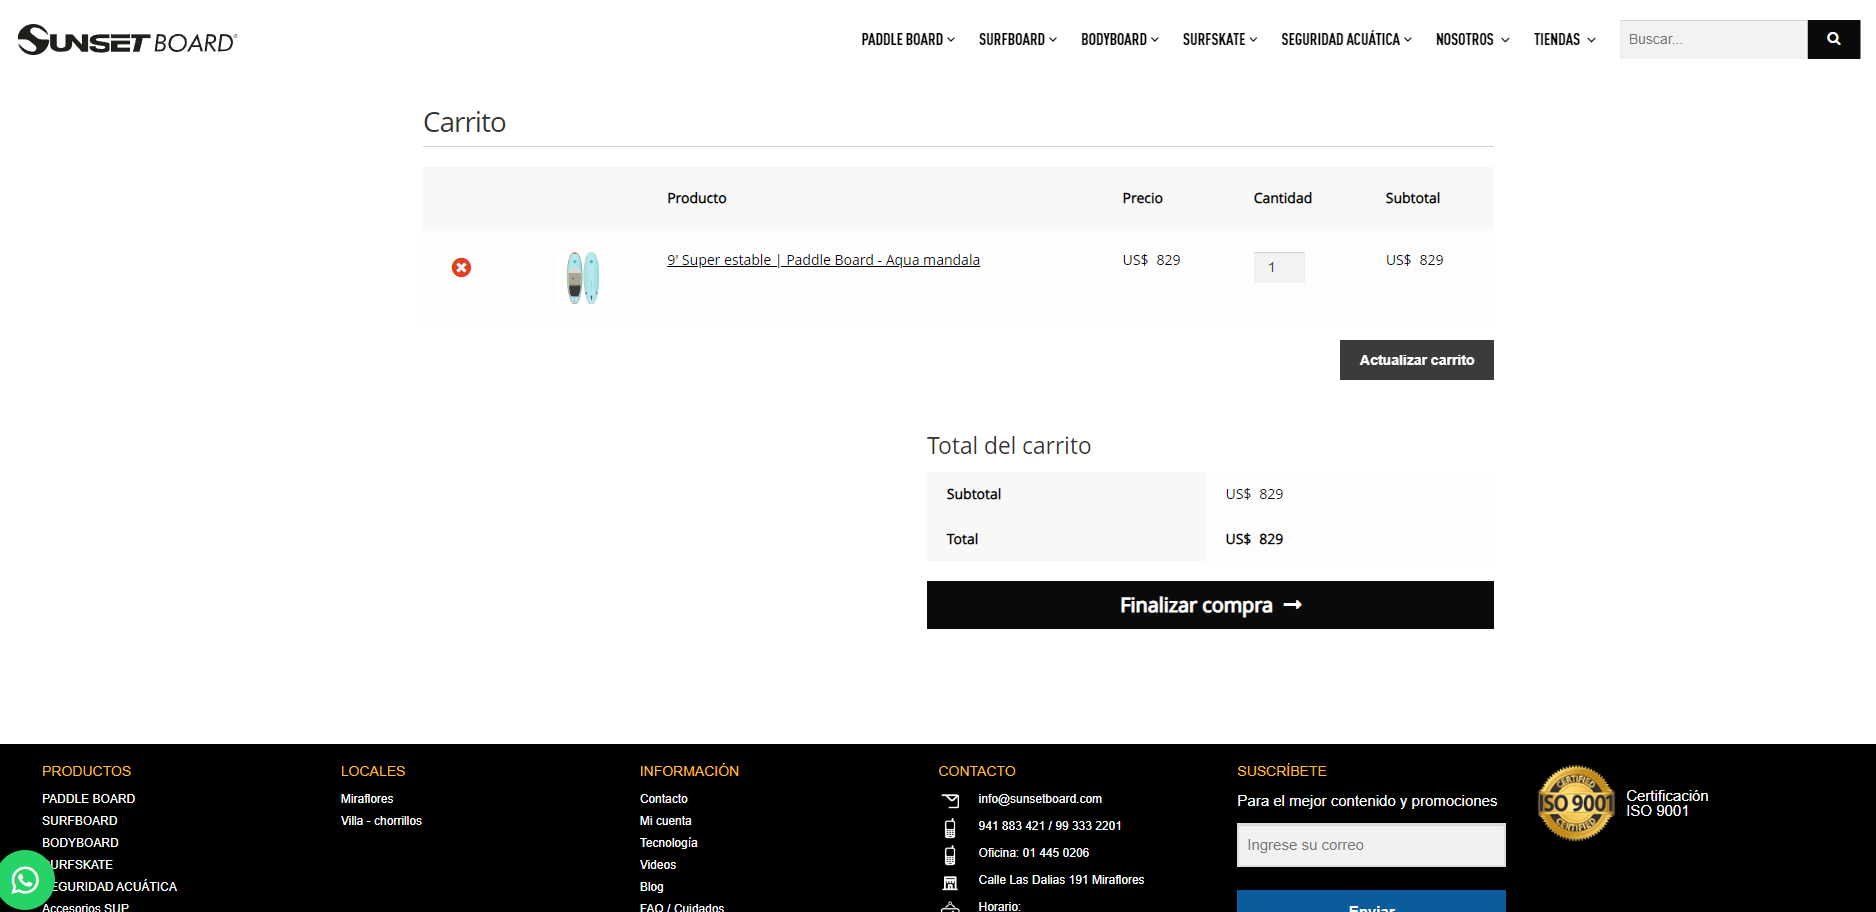 SUNSET BOARD
PADDLE BOARD SURFBOARD BODYBOARD SURFSKATE SEGURIDAD ACUÁTICA NOSOTROS TIENDAS Buscar...
Carrito
Producto Precio Cantidad Subtotal
9' Super estable | Paddle Board - Aqua mandala US$ 829 1 US$ 829
Actualizar carrito
Total del carrito
Subtotal US$ 829
Total US$ 829
Finalizar compra →
PRODUCTOS
PADDLE BOARD
SURFBOARD
BODYBOARD
SURFSKATE
SEGURIDAD ACUÁTICA
Accesorios SUP
LOCALES
Miraflores
Villa - chorrillos
INFORMACIÓN
Contacto
Mi cuenta
Tecnología
Videos
Blog
FAQ / Cuidados
CONTACTO
info@sunsetboard.com
941 883 421 / 99 333 2201
Oficina: 01 445 0206
Calle Las Dalias 191 Miraflores
Horario:
SUSCRÍBETE
Para el mejor contenido y promociones
Ingrese su correo
Enviar
CERTIFIED
ISO 9001
CERTIFIED
Certificación
ISO 9001